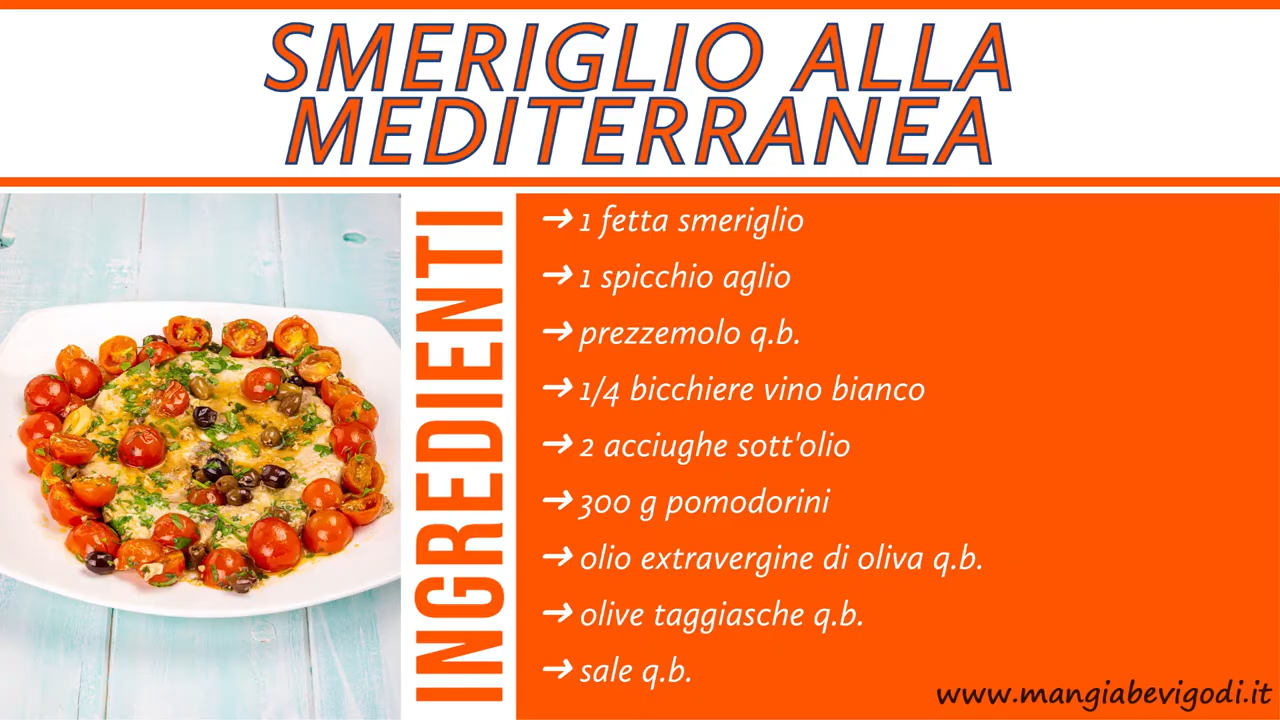 SMERIGLIO ALLA
MEDITERRANEA
INGREDIENTI
→ 1 fetta smeriglio
→ 1 spicchio aglio
→ prezzemolo q.b.
→ 1/4 bicchiere vino bianco
→ 2 acciughe sott'olio
→ 300 g pomodorini
→ olio extravergine di oliva q.b.
→ olive taggiasche q.b.
→ sale q.b.
www.mangiabevigodi.it